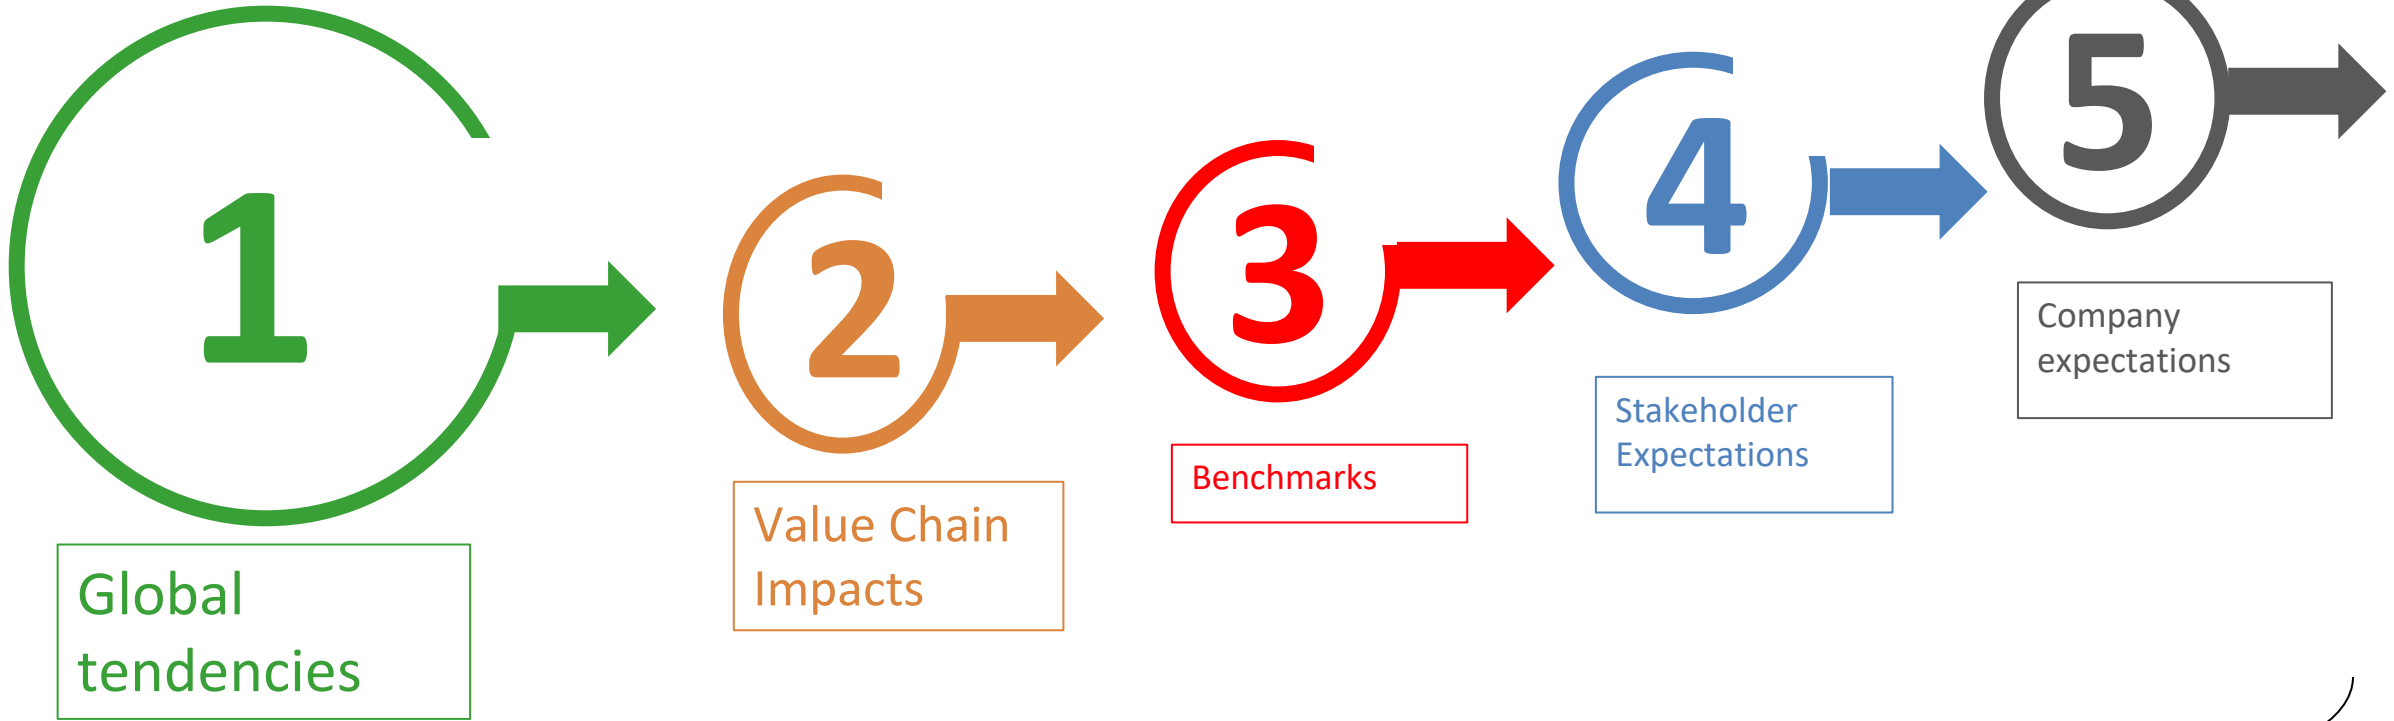 1
Global
tendencies
2
Value Chain
Impacts
3
Benchmarks
4
Stakeholder
Expectations
5
Company
expectations